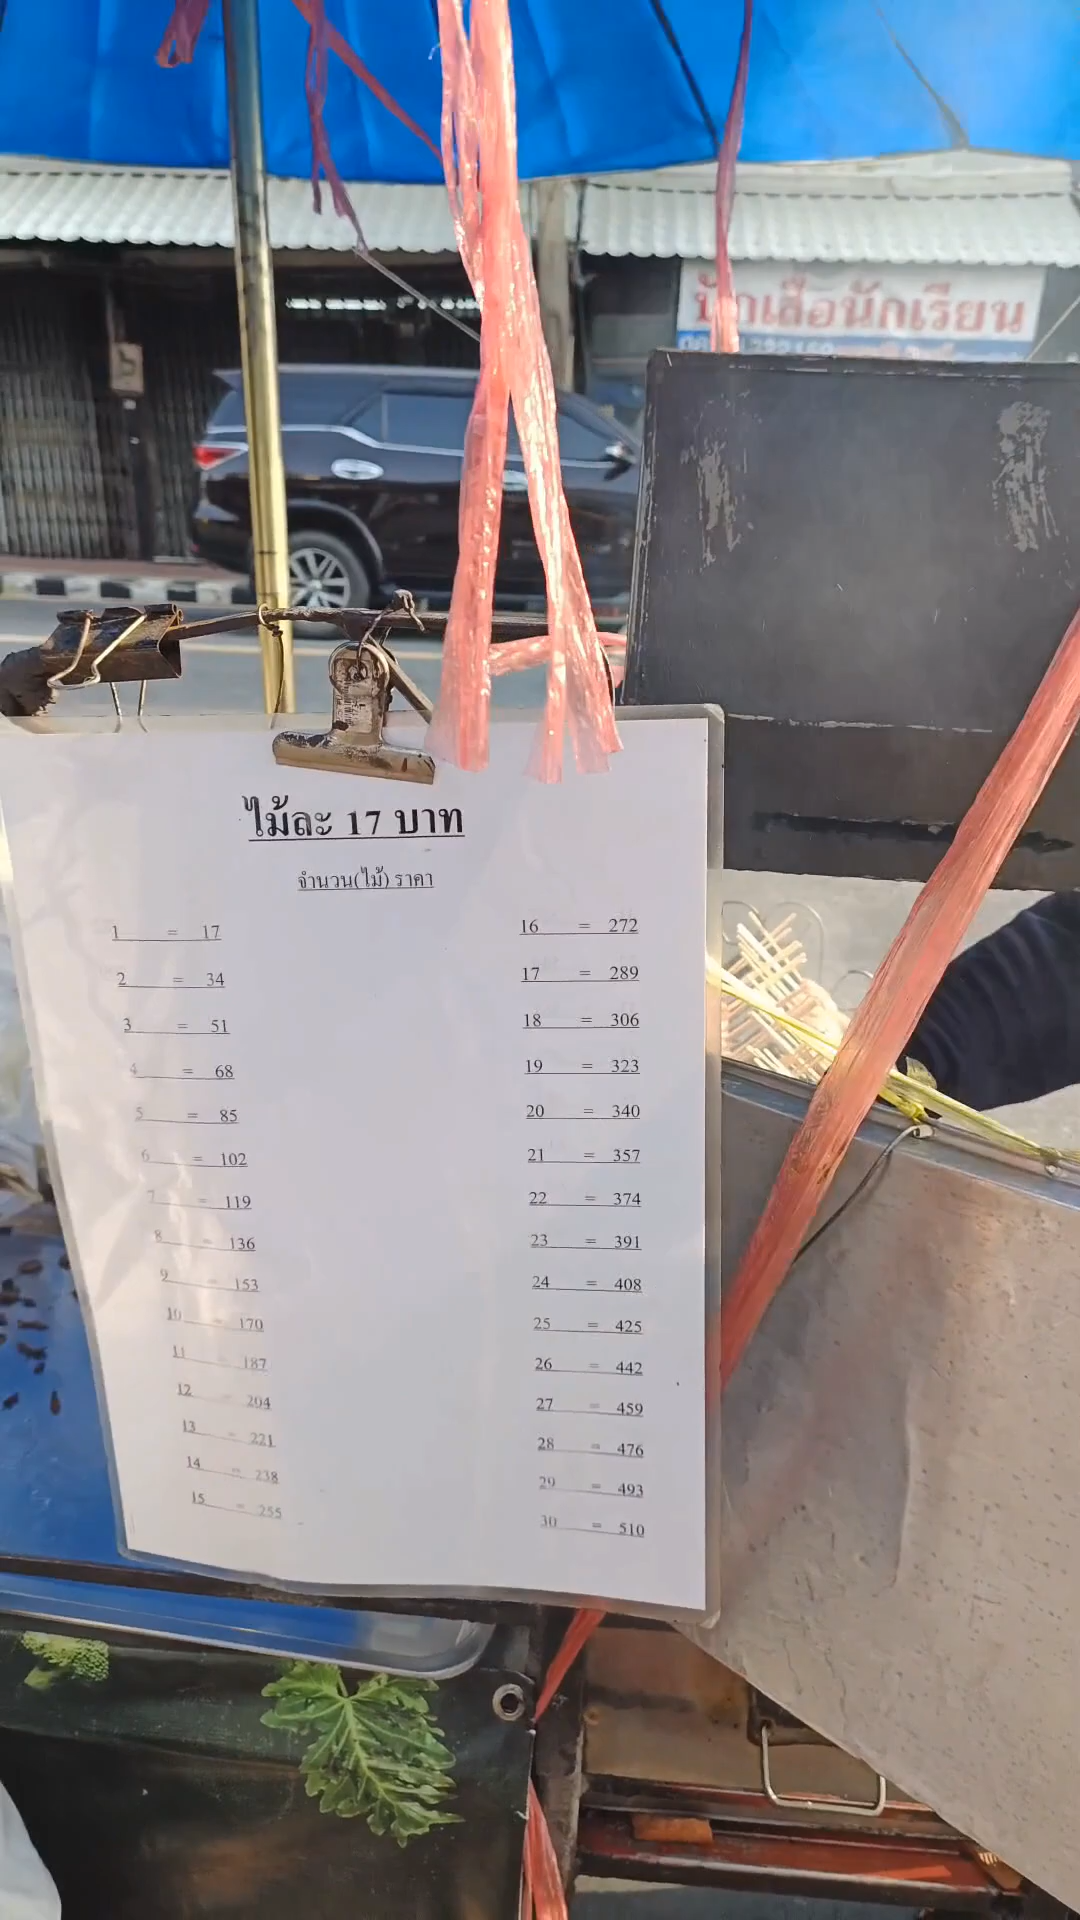 ปักเสื้อนักเรียน
ไม้ละ 17 บาท
จำนวน(ไม้) ราคา
1 = 17
2 = 34
3 = 51
4 = 68
5 = 85
6 = 102
7 = 119
8 = 136
9 = 153
10 = 170
11 = 187
12 = 204
13 = 221
14 = 238
15 = 255
16 = 272
17 = 289
18 = 306
19 = 323
20 = 340
21 = 357
22 = 374
23 = 391
24 = 408
25 = 425
26 = 442
27 = 459
28 = 476
29 = 493
30 = 510